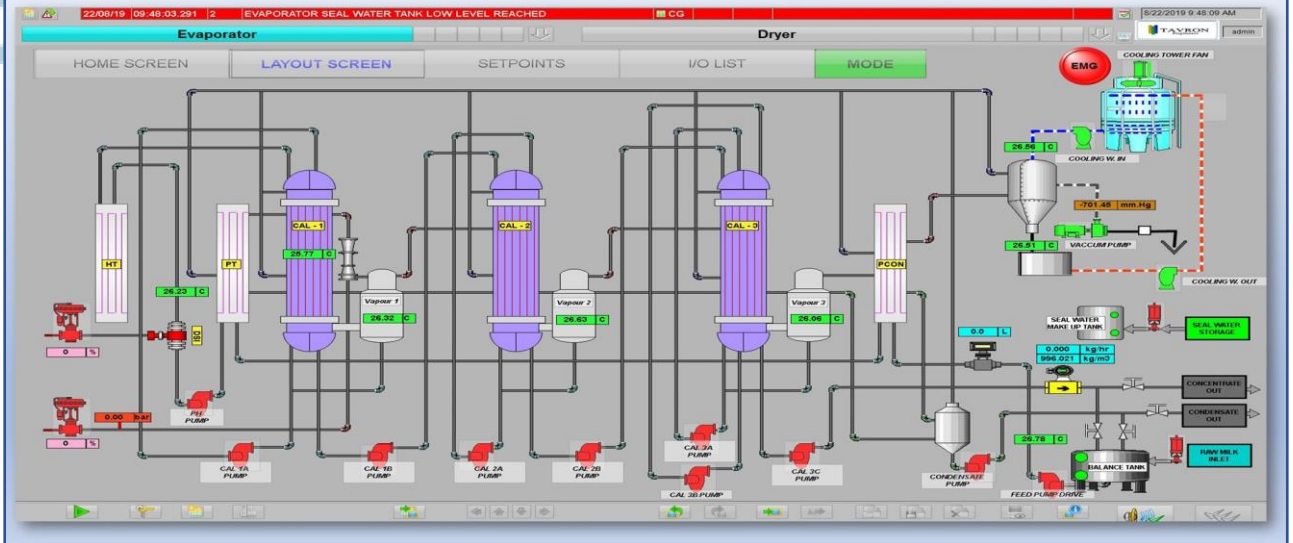 22/08/19 09:48:03.291 2 EVAPORATOR SEAL WATER TANK LOW LEVEL REACHED CG 8/22/2019 9:48:09 AM
Evaporator Dryer TAVRON admin
HOME SCREEN LAYOUT SCREEN SETPOINTS I/O LIST MODE EMG
COOLING TOWER FAN
26.56 C
COOLING W. IN
-701.45 mm.Hg
26.51 C VACCUM PUMP
COOLING W. OUT
HT PT CAL - 1 CAL - 2 CAL - 3 PCON
25.77 C
26.23 C
ISO
Vapour 1 Vapour 2 Vapour 3
26.32 C 26.63 C 26.06 C
SEAL WATER
MAKE UP TANK
SEAL WATER
STORAGE
0 %
0.0 L
0.000 kg/hr
996.021 kg/m3
CONCENTRATE
OUT
CONDENSATE
OUT
PH
PUMP
0.00 bar
0 %
26.78 C
RAW MILK
INLET
BALANCE TANK
CAL 1A
PUMP
CAL 1B
PUMP
CAL 2A
PUMP
CAL 2B
PUMP
CAL 3A
PUMP
CAL 3B PUMP
CAL 3C
PUMP
CONDENSATE
PUMP
FEED PUMP DRIVE